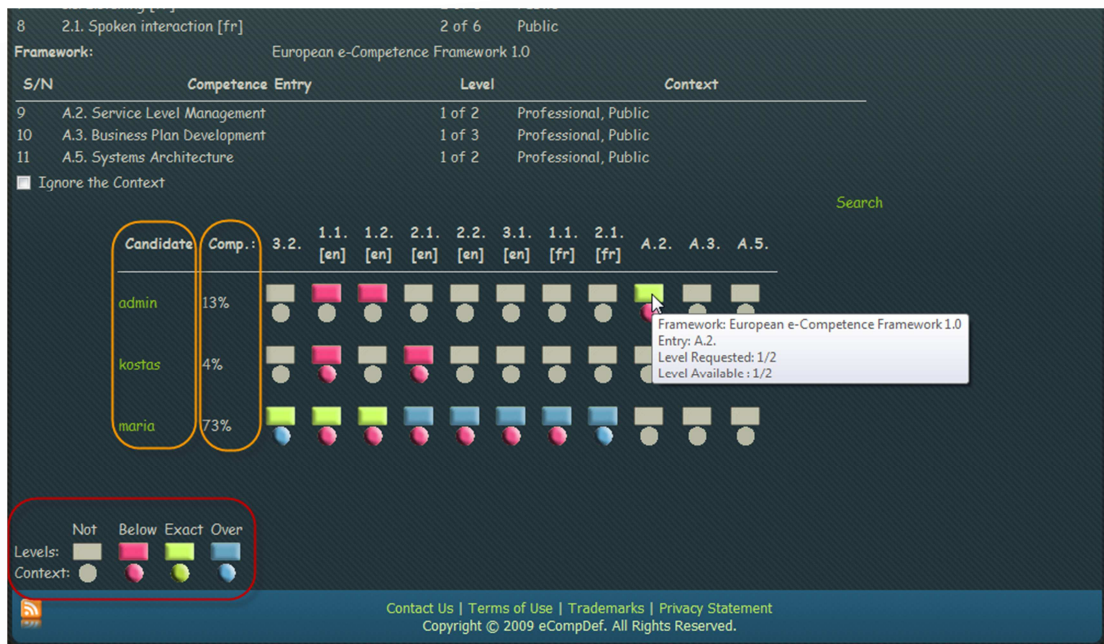 8 2.1. Spoken interaction [fr] 2 of 6 Public
Framework: European e-Competence Framework 1.0
S/N Competence Entry Level Context
9 A.2. Service Level Management 1 of 2 Professional, Public
10 A.3. Business Plan Development 1 of 3 Professional, Public
11 A.5. Systems Architecture 1 of 2 Professional, Public
Ignore the Context
Search
Candidate Comp.: 3.2. 1.1. [en] 1.2. [en] 2.1. [en] 2.2. [en] 3.1. [en] 1.1. [fr] 2.1. [fr] A.2. A.3. A.5.
admin 13%
Framework: European e-Competence Framework 1.0
Entry: A.2.
Level Requested: 1/2
Level Available : 1/2
kostas 4%
maria 73%
Not Below Exact Over
Levels:
Context:
Contact Us | Terms of Use | Trademarks | Privacy Statement
Copyright © 2009 eCompDef. All Rights Reserved.